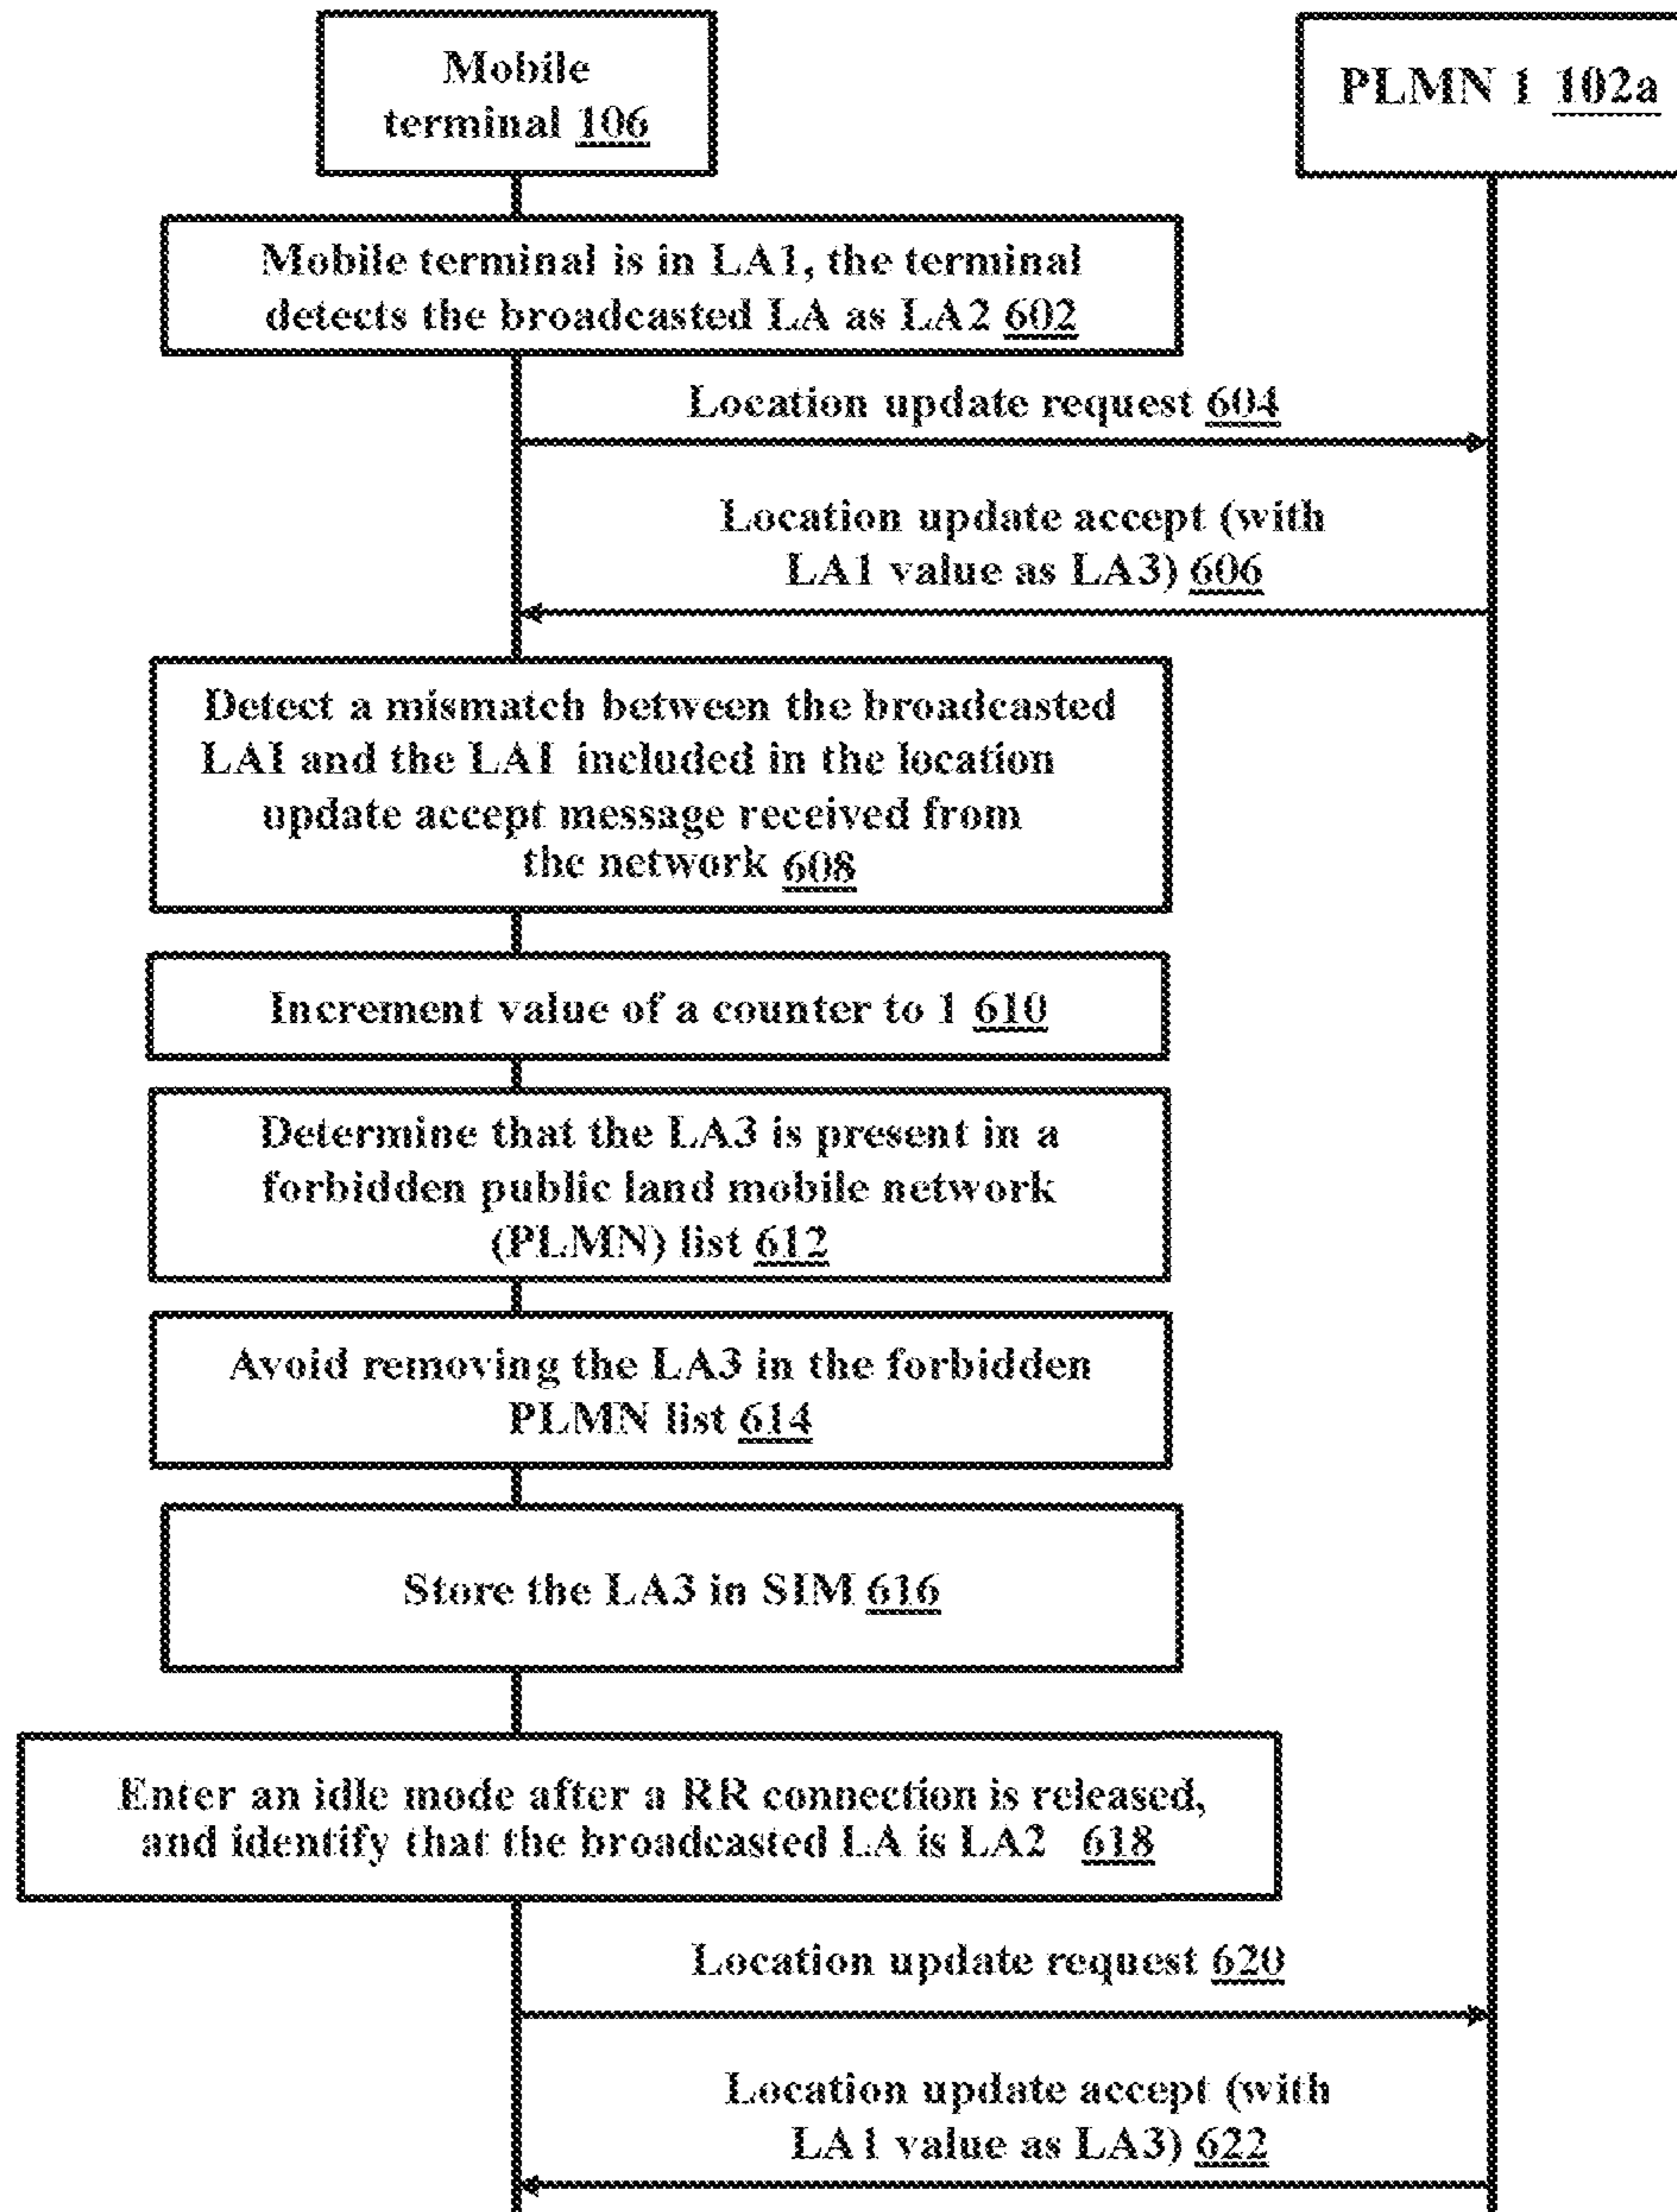 Mobile
terminal 106
PLMN 1 102a
Mobile terminal is in LA1, the terminal
detects the broadcasted LA as LA2 602
Location update request 604
Location update accept (with
LA1 value as LA3) 606
Detect a mismatch between the broadcasted
LAI and the LAI included in the location
update accept message received from
the network 608
Increment value of a counter to 1 610
Determine that the LA3 is present in a
forbidden public land mobile network
(PLMN) list 612
Avoid removing the LA3 in the forbidden
PLMN list 614
Store the LA3 in SIM 616
Enter an idle mode after a RR connection is released,
and identify that the broadcasted LA is LA2 618
Location update request 620
Location update accept (with
LA1 value as LA3) 622